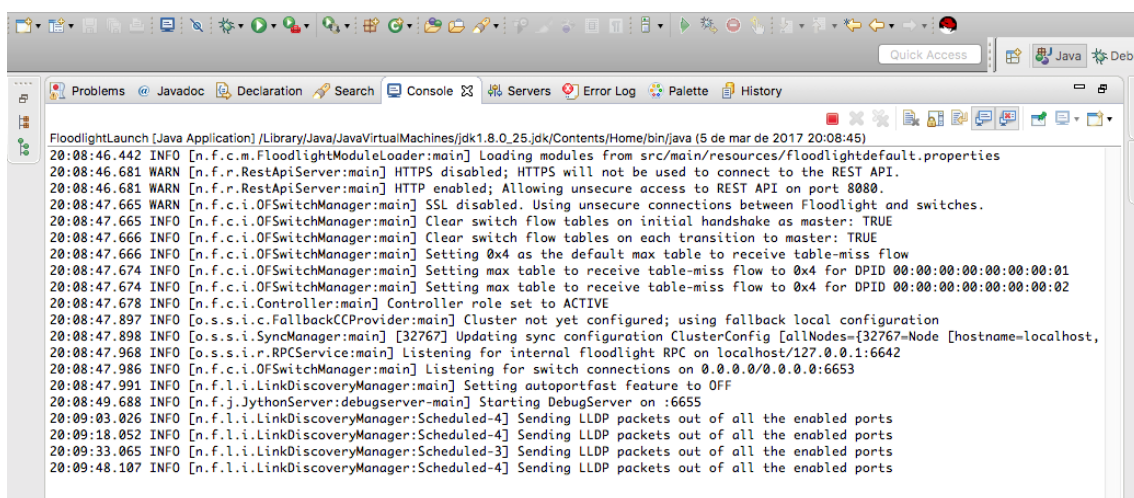 Quick Access
Java
Deb
Problems @ Javadoc Declaration Search Console Servers Error Log Palette History
FloodlightLaunch [Java Application] /Library/Java/JavaVirtualMachines/jdk1.8.0_25.jdk/Contents/Home/bin/java (5 de mar de 2017 20:08:45)
20:08:46.442 INFO [n.f.c.m.FloodlightModuleLoader:main] Loading modules from src/main/resources/floodlightdefault.properties
20:08:46.681 WARN [n.f.r.RestApiServer:main] HTTPS disabled; HTTPS will not be used to connect to the REST API.
20:08:46.681 WARN [n.f.r.RestApiServer:main] HTTP enabled; Allowing unsecure access to REST API on port 8080.
20:08:47.665 WARN [n.f.c.i.OFSwitchManager:main] SSL disabled. Using unsecure connections between Floodlight and switches.
20:08:47.665 INFO [n.f.c.i.OFSwitchManager:main] Clear switch flow tables on initial handshake as master: TRUE
20:08:47.666 INFO [n.f.c.i.OFSwitchManager:main] Clear switch flow tables on each transition to master: TRUE
20:08:47.666 INFO [n.f.c.i.OFSwitchManager:main] Setting 0x4 as the default max table to receive table-miss flow
20:08:47.674 INFO [n.f.c.i.OFSwitchManager:main] Setting max table to receive table-miss flow to 0x4 for DPID 00:00:00:00:00:00:00:01
20:08:47.674 INFO [n.f.c.i.OFSwitchManager:main] Setting max table to receive table-miss flow to 0x4 for DPID 00:00:00:00:00:00:00:02
20:08:47.678 INFO [n.f.c.i.Controller:main] Controller role set to ACTIVE
20:08:47.897 INFO [o.s.s.i.c.FallbackCCProvider:main] Cluster not yet configured; using fallback local configuration
20:08:47.898 INFO [o.s.s.i.SyncManager:main] [32767] Updating sync configuration ClusterConfig [allNodes={32767=Node [hostname=localhost,
20:08:47.968 INFO [o.s.s.i.r.RPCService:main] Listening for internal floodlight RPC on localhost/127.0.0.1:6642
20:08:47.986 INFO [n.f.c.i.Controller:main] Listening for switch connections on 0.0.0.0/0.0.0.0:6653
20:08:47.991 INFO [n.f.l.i.LinkDiscoveryManager:main] Setting autoportfast feature to OFF
20:08:49.688 INFO [n.f.j.JythonServer:debugserver-main] Starting DebugServer on :6655
20:09:03.026 INFO [n.f.l.i.LinkDiscoveryManager:Scheduled-4] Sending LLDP packets out of all the enabled ports
20:09:18.052 INFO [n.f.l.i.LinkDiscoveryManager:Scheduled-4] Sending LLDP packets out of all the enabled ports
20:09:33.065 INFO [n.f.l.i.LinkDiscoveryManager:Scheduled-3] Sending LLDP packets out of all the enabled ports
20:09:48.107 INFO [n.f.l.i.LinkDiscoveryManager:Scheduled-4] Sending LLDP packets out of all the enabled ports